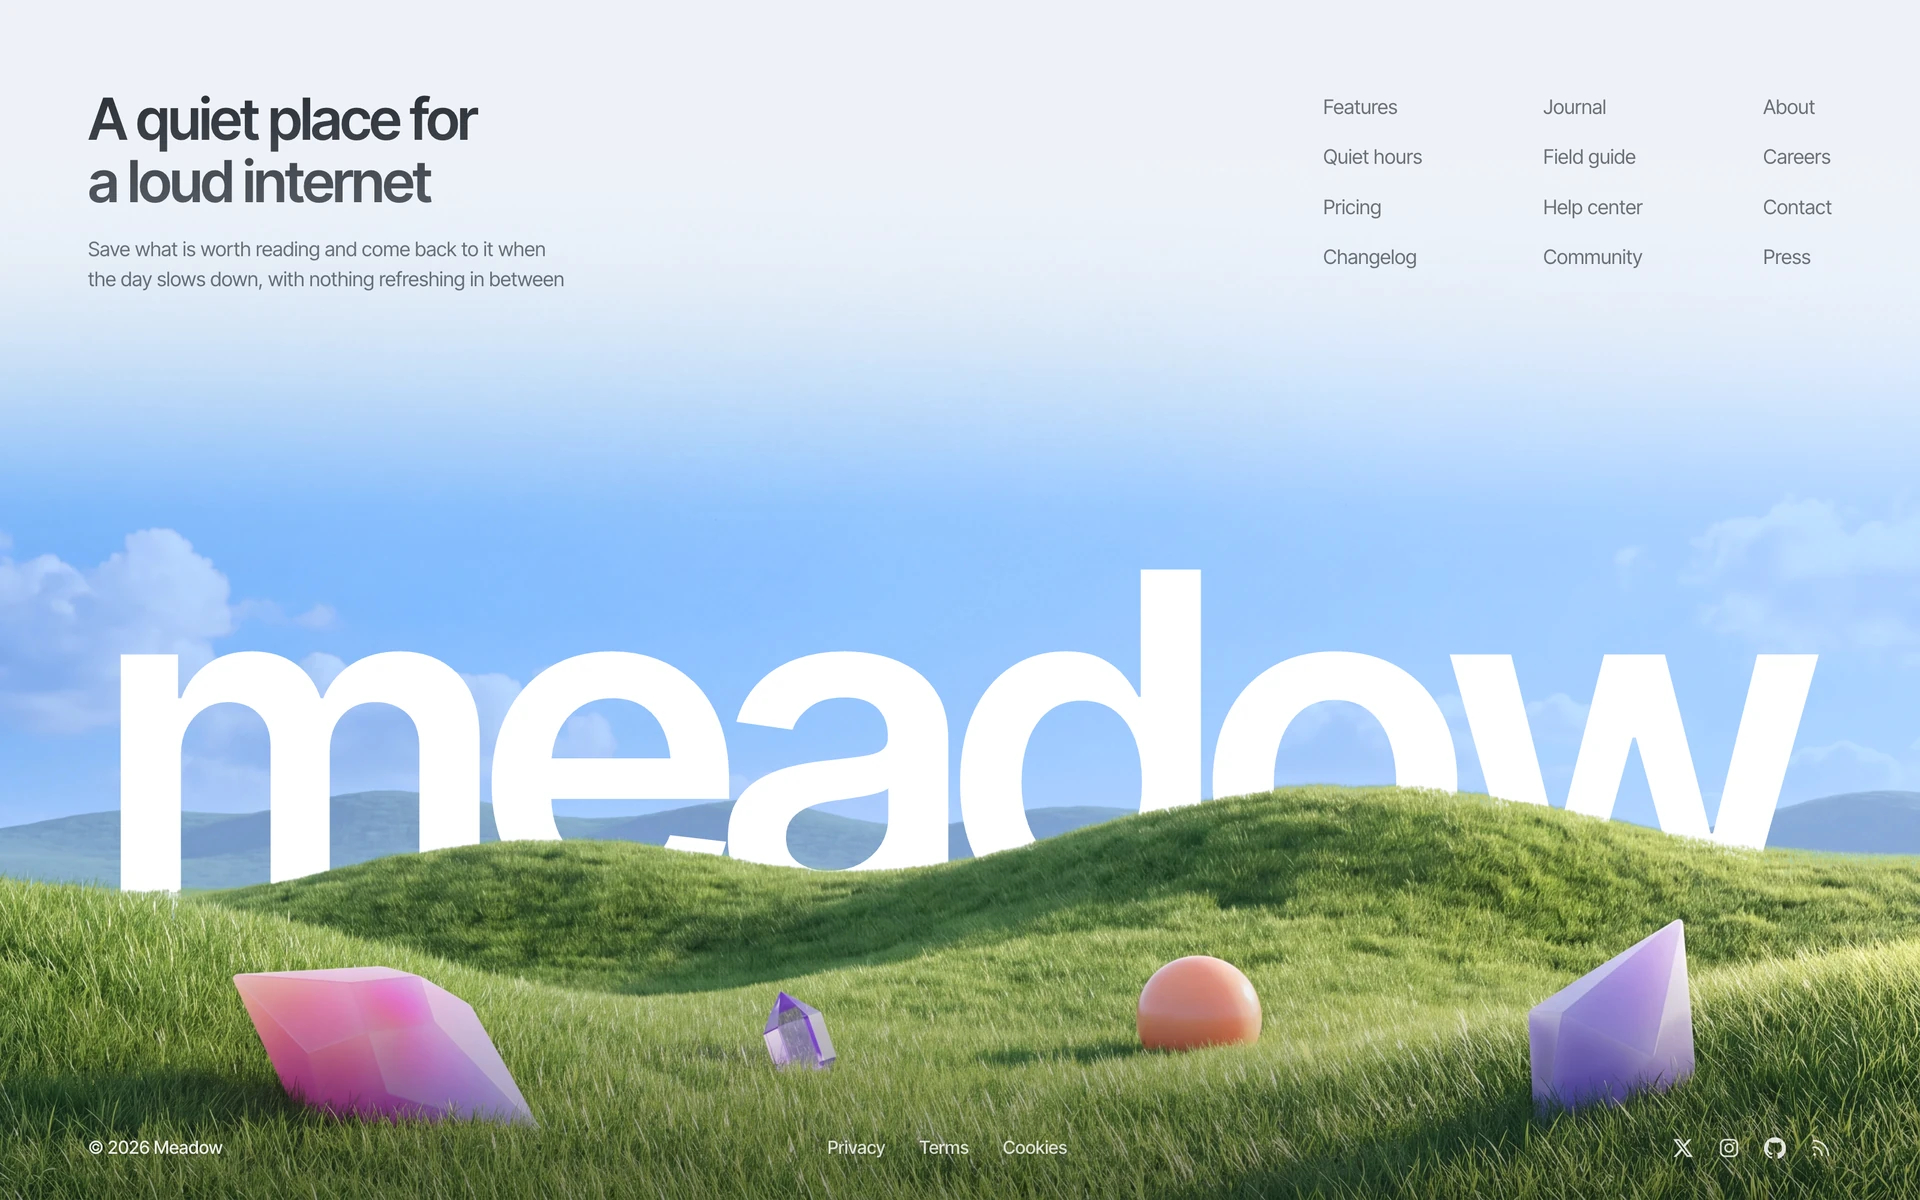 A quiet place for
a loud internet
Save what is worth reading and come back to it when
the day slows down, with nothing refreshing in between
Features
Quiet hours
Pricing
Changelog
Journal
Field guide
Help center
Community
About
Careers
Contact
Press
meadow
© 2026 Meadow
Privacy
Terms
Cookies